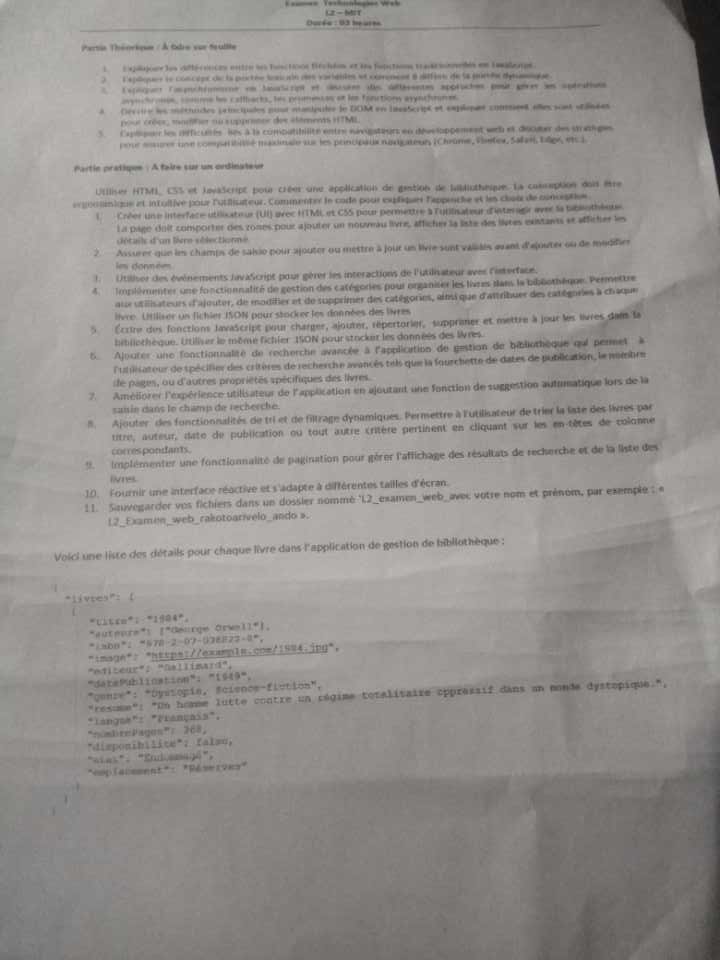 Examen Technologies Web
L2 – MIT
Durée : 03 heures
Partie Théorique : À faire sur feuille
1. Expliquer les différences entre les fonctions fléchées et les fonctions traditionnelles en JavaScript.
2. Expliquer le concept de la portée lexicale des variables et comment il diffère de la portée dynamique.
3. Expliquer l'asynchronisme en JavaScript et discuter des différentes approches pour gérer les opérations
asynchrones, comme les callbacks, les promesses et les fonctions asynchrones.
4. Décrire les méthodes principales pour manipuler le DOM en JavaScript et expliquer comment elles sont utilisées
pour créer, modifier ou supprimer des éléments HTML.
5. Expliquer les difficultés liés à la compatibilité entre navigateurs en développement web et discuter des stratégies
pour assurer une compatibilité maximale sur les principaux navigateurs (Chrome, Firefox, Safari, Edge, etc.).
Partie pratique : À faire sur un ordinateur
Utiliser HTML, CSS et JavaScript pour créer une application de gestion de bibliothèque. La conception doit être
ergonomique et intuitive pour l'utilisateur. Commenter le code pour expliquer l'approche et les choix de conception.
1. Créer une interface utilisateur (UI) avec HTML et CSS pour permettre à l'utilisateur d'interagir avec la bibliothèque.
La page doit comporter des zones pour ajouter un nouveau livre, afficher la liste des livres existants et afficher les
détails d'un livre sélectionné.
2. Assurer que les champs de saisie pour ajouter ou mettre à jour un livre sont validés avant d'ajouter ou de modifier
les données.
3. Utiliser des événements JavaScript pour gérer les interactions de l'utilisateur avec l'interface.
4. Implémenter une fonctionnalité de gestion des catégories pour organiser les livres dans la bibliothèque. Permettre
aux utilisateurs d'ajouter, de modifier et de supprimer des catégories, ainsi que d'attribuer des catégories à chaque
livre. Utiliser un fichier JSON pour stocker les données des livres
5. Écrire des fonctions JavaScript pour charger, ajouter, répertorier, supprimer et mettre à jour les livres dans la
bibliothèque. Utiliser le même fichier JSON pour stocker les données des livres.
6. Ajouter une fonctionnalité de recherche avancée à l'application de gestion de bibliothèque qui permet à
l'utilisateur de spécifier des critères de recherche avancés tels que la fourchette de dates de publication, le nombre
de pages, ou d'autres propriétés spécifiques des livres.
7. Améliorer l'expérience utilisateur de l'application en ajoutant une fonction de suggestion automatique lors de la
saisie dans le champ de recherche.
8. Ajouter des fonctionnalités de tri et de filtrage dynamiques. Permettre à l'utilisateur de trier la liste des livres par
titre, auteur, date de publication ou tout autre critère pertinent en cliquant sur les en-têtes de colonne
correspondants.
9. Implémenter une fonctionnalité de pagination pour gérer l'affichage des résultats de recherche et de la liste des
livres.
10. Fournir une interface réactive et s'adapte à différentes tailles d'écran.
11. Sauvegarder vos fichiers dans un dossier nommé 'L2_examen_web_avec votre nom et prénom, par exemple : «
L2_Examen_web_rakotoarivelo_ando ».
Voici une liste des détails pour chaque livre dans l'application de gestion de bibliothèque :
{
"livres": [
{
"titre": "1984",
"auteurs": ["George Orwell"],
"isbn": "978-2-07-036822-8",
"image": "https://example.com/1984.jpg",
"editeur": "Gallimard",
"datePublication": "1949",
"genre": "Dystopie, Science-fiction",
"resume": "Un homme lutte contre un régime totalitaire oppressif dans un monde dystopique.",
"langue": "Français",
"nombrePages": 368,
"disponibilite": false,
"etat": "Endommagé",
"emplacement": "Réserves"
}
]
}